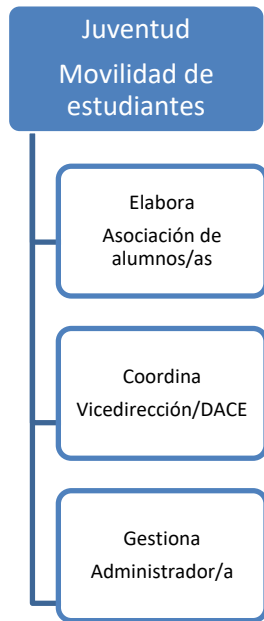 Juventud
Movilidad de
estudiantes
Elabora
Asociación de
alumnos/as
Coordina
Vicedirección/DACE
Gestiona
Administrador/a